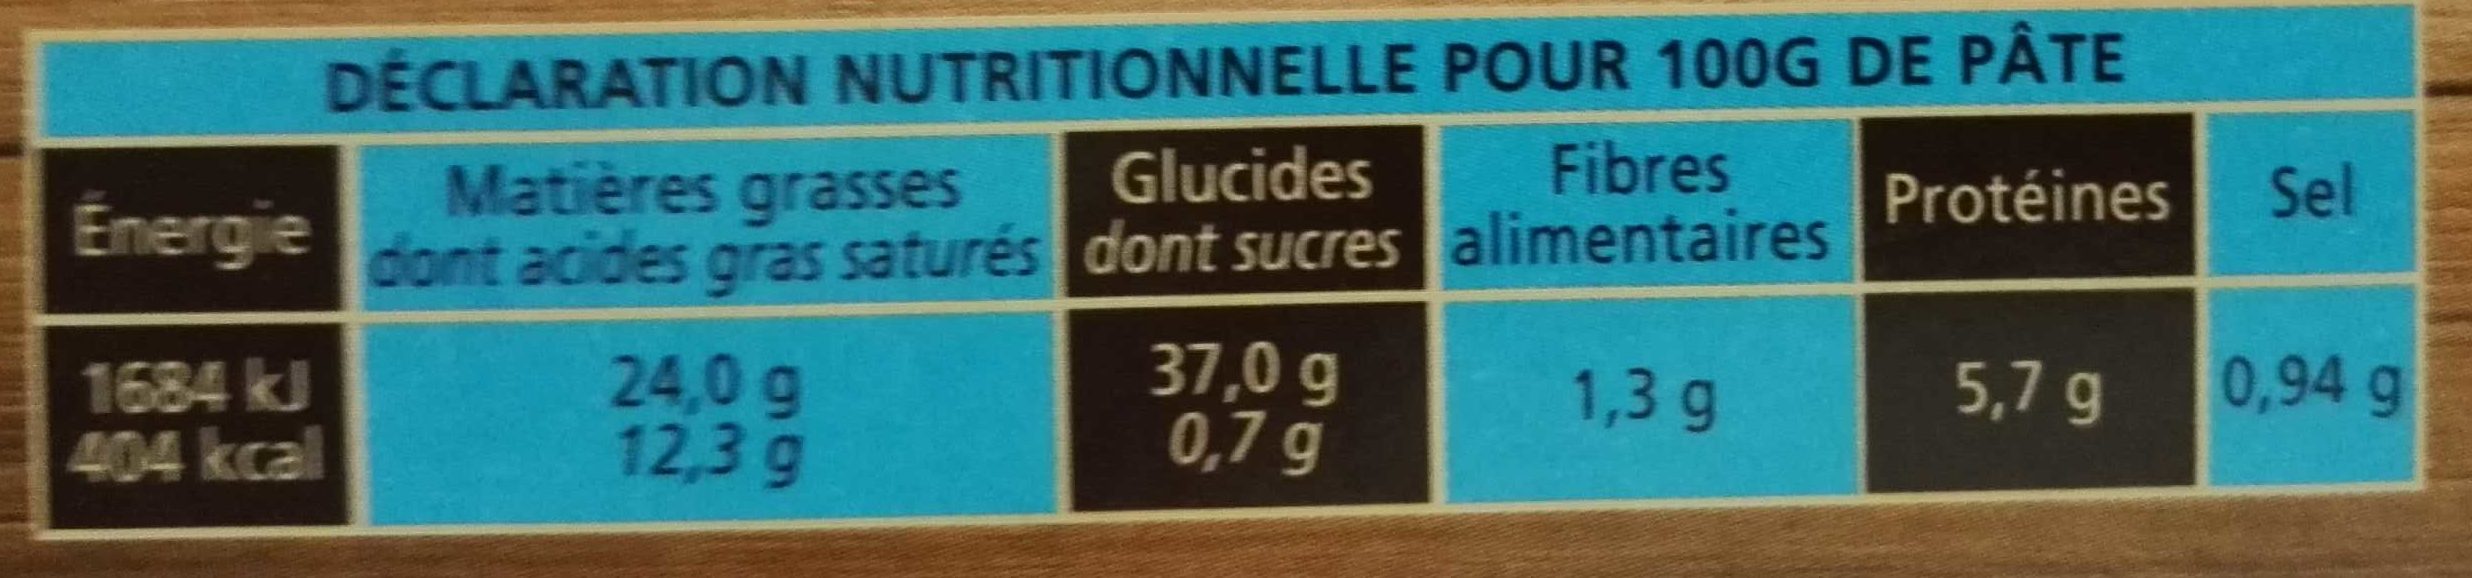 DÉCLARATION NUTRITIONNELLE POUR 100G DE PÂTE
Énergie
Matières grasses
dont acides gras saturés
Glucides
dont sucres
Fibres
alimentaires
Protéines
Sel
1684 kJ
404 kcal
24,0 g
12,3 g
37,0 g
0,7 g
1,3 g
5,7 g
0,94 g